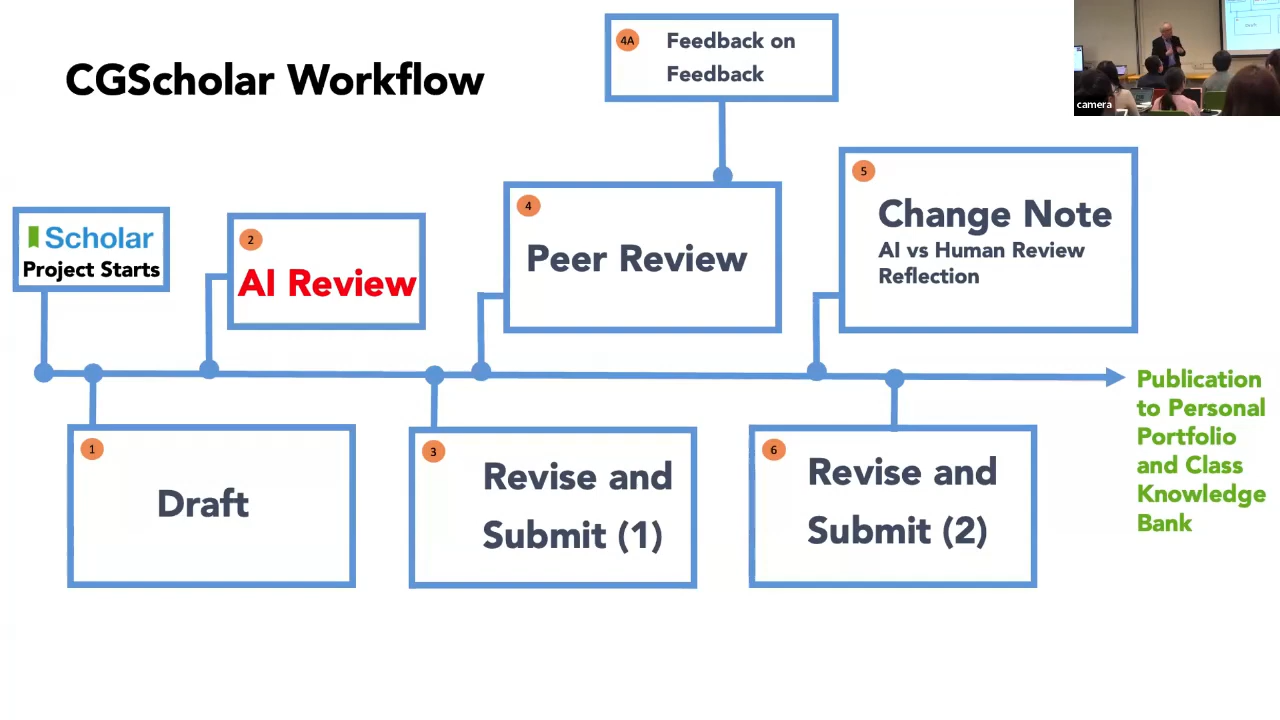 CGScholar Workflow
4A
Feedback on
Feedback
camera
Scholar
Project Starts
2
AI Review
4
Peer Review
5
Change Note
AI vs Human Review
Reflection
1
Draft
3
Revise and
Submit (1)
6
Revise and
Submit (2)
Publication
to Personal
Portfolio
and Class
Knowledge
Bank